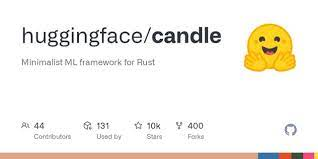 huggingface/candle
Minimalist ML framework for Rust
44 131 10k 400
Contributors Used by Stars Forks